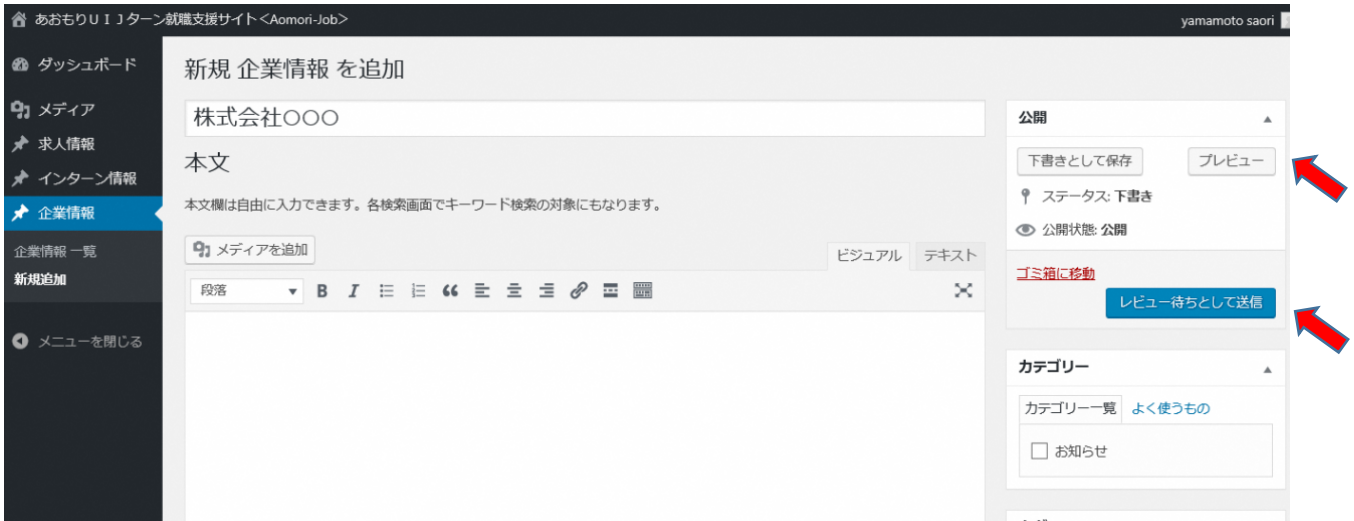 あおもりＵＩＪターン就職支援サイト<Aomori-Job>
yamamoto saori
ダッシュボード
メディア
求人情報
インターン情報
企業情報
企業情報 一覧
新規追加
メニューを閉じる
新規 企業情報 を追加
株式会社○○○
本文
本文欄は自由に入力できます。各検索画面でキーワード検索の対象にもなります。
メディアを追加
ビジュアル
テキスト
段落
B I
公開
下書きとして保存
プレビュー
ステータス: 下書き
公開状態: 公開
ゴミ箱に移動
レビュー待ちとして送信
カテゴリー
カテゴリー一覧
よく使うもの
お知らせ